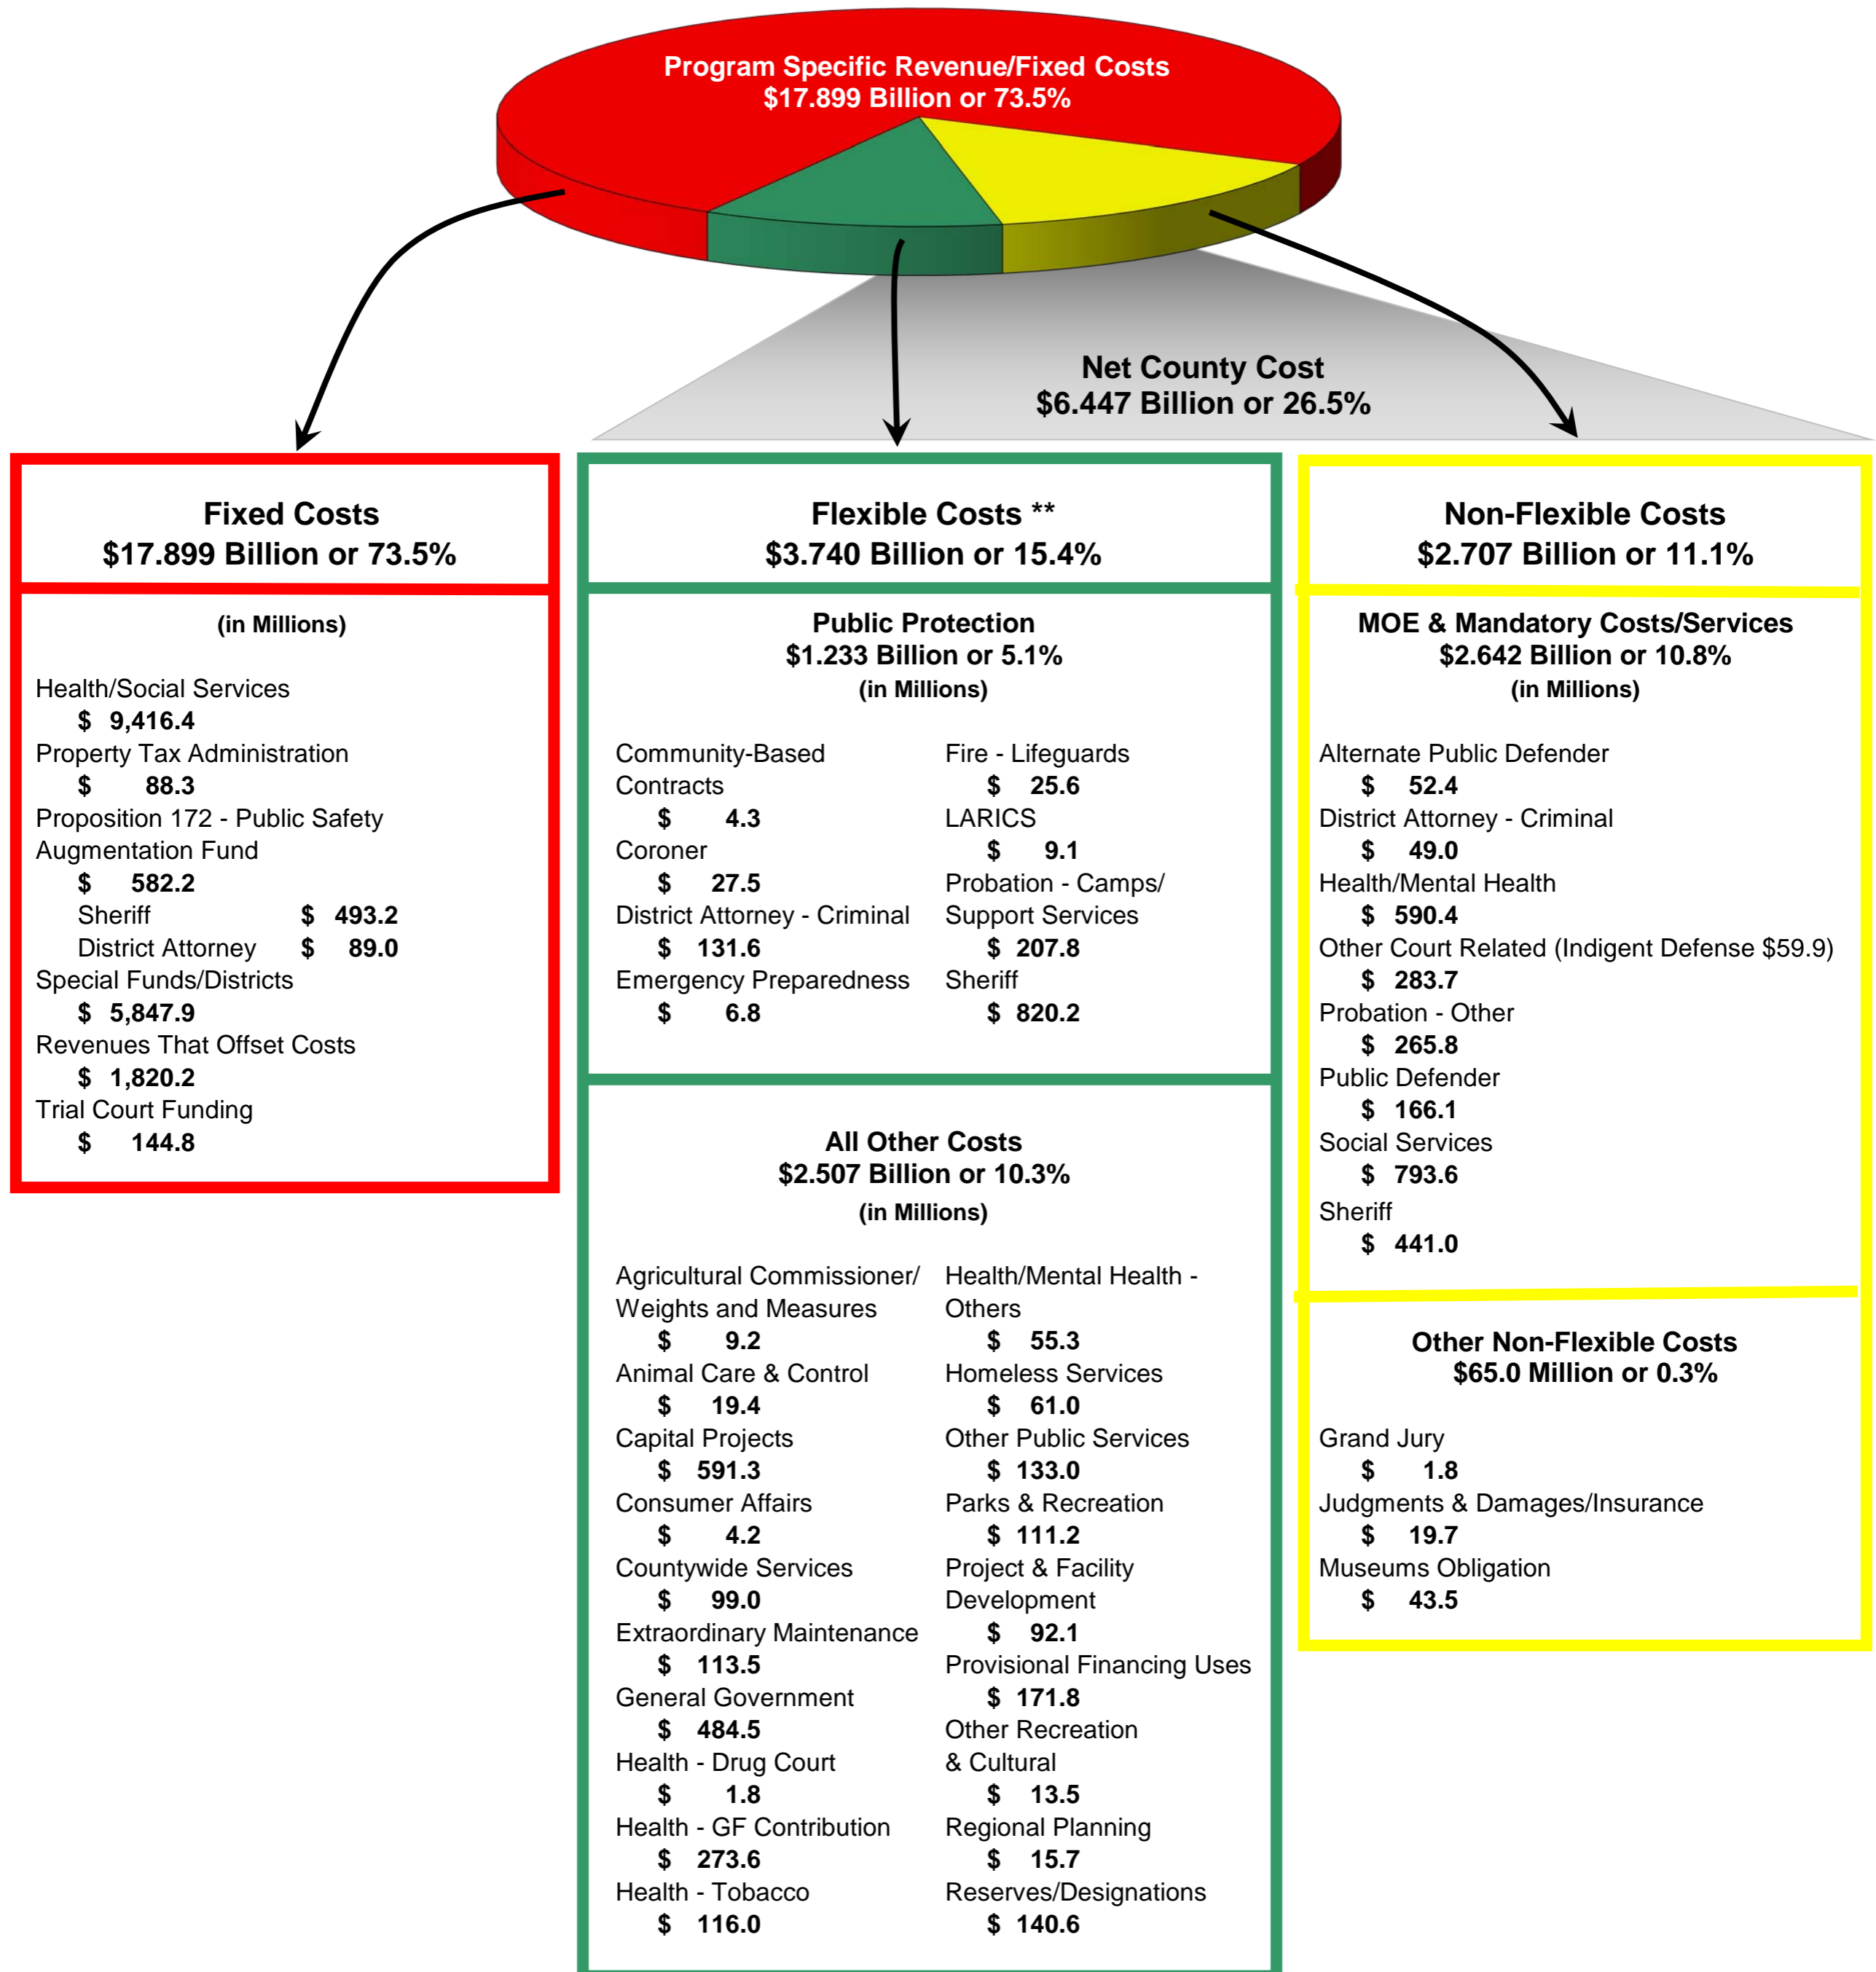 Program Specific Revenue/Fixed Costs
$17.899 Billion or 73.5%
Net County Cost
$6.447 Billion or 26.5%
Fixed Costs
$17.899 Billion or 73.5%
(in Millions)
Health/Social Services
$ 9,416.4
Property Tax Administration
$ 88.3
Proposition 172 - Public Safety
Augmentation Fund
$ 582.2
Sheriff $ 493.2
District Attorney $ 89.0
Special Funds/Districts
$ 5,847.9
Revenues That Offset Costs
$ 1,820.2
Trial Court Funding
$ 144.8
Flexible Costs **
$3.740 Billion or 15.4%
Public Protection
$1.233 Billion or 5.1%
(in Millions)
Community-Based
Contracts
$ 4.3
Coroner
$ 27.5
District Attorney - Criminal
$ 131.6
Emergency Preparedness
$ 6.8
Fire - Lifeguards
$ 25.6
LARICS
$ 9.1
Probation - Camps/
Support Services
$ 207.8
Sheriff
$ 820.2
All Other Costs
$2.507 Billion or 10.3%
(in Millions)
Agricultural Commissioner/
Weights and Measures
$ 9.2
Animal Care & Control
$ 19.4
Capital Projects
$ 591.3
Consumer Affairs
$ 4.2
Countywide Services
$ 99.0
Extraordinary Maintenance
$ 113.5
General Government
$ 484.5
Health - Drug Court
$ 1.8
Health - GF Contribution
$ 273.6
Health - Tobacco
$ 116.0
Health/Mental Health -
Others
$ 55.3
Homeless Services
$ 61.0
Other Public Services
$ 133.0
Parks & Recreation
$ 111.2
Project & Facility
Development
$ 92.1
Provisional Financing Uses
$ 171.8
Other Recreation
& Cultural
$ 13.5
Regional Planning
$ 15.7
Reserves/Designations
$ 140.6
Non-Flexible Costs
$2.707 Billion or 11.1%
MOE & Mandatory Costs/Services
$2.642 Billion or 10.8%
(in Millions)
Alternate Public Defender
$ 52.4
District Attorney - Criminal
$ 49.0
Health/Mental Health
$ 590.4
Other Court Related (Indigent Defense $59.9)
$ 283.7
Probation - Other
$ 265.8
Public Defender
$ 166.1
Social Services
$ 793.6
Sheriff
$ 441.0
Other Non-Flexible Costs
$65.0 Million or 0.3%
Grand Jury
$ 1.8
Judgments & Damages/Insurance
$ 19.7
Museums Obligation
$ 43.5